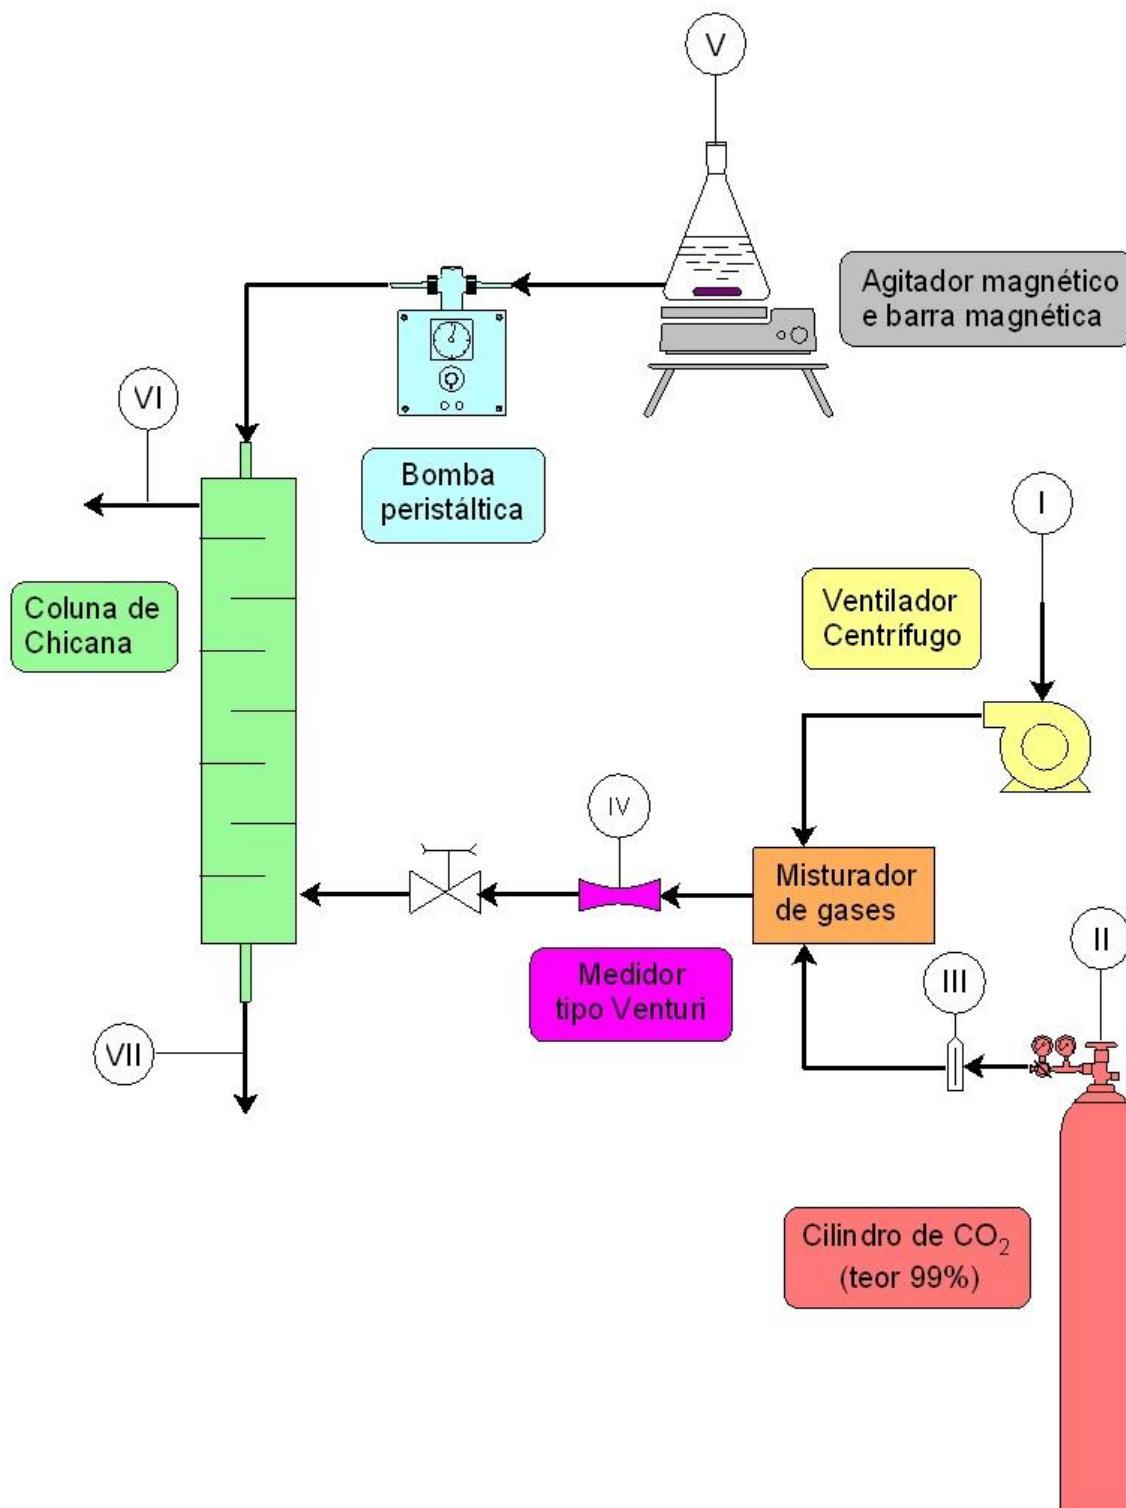 V
Agitador magnético
e barra magnética
VI
Bomba
peristáltica
I
Coluna de
Chicana
Ventilador
Centrífugo
IV
Misturador
de gases
II
Medidor
tipo Venturi
III
VII
Cilindro de CO₂
(teor 99%)